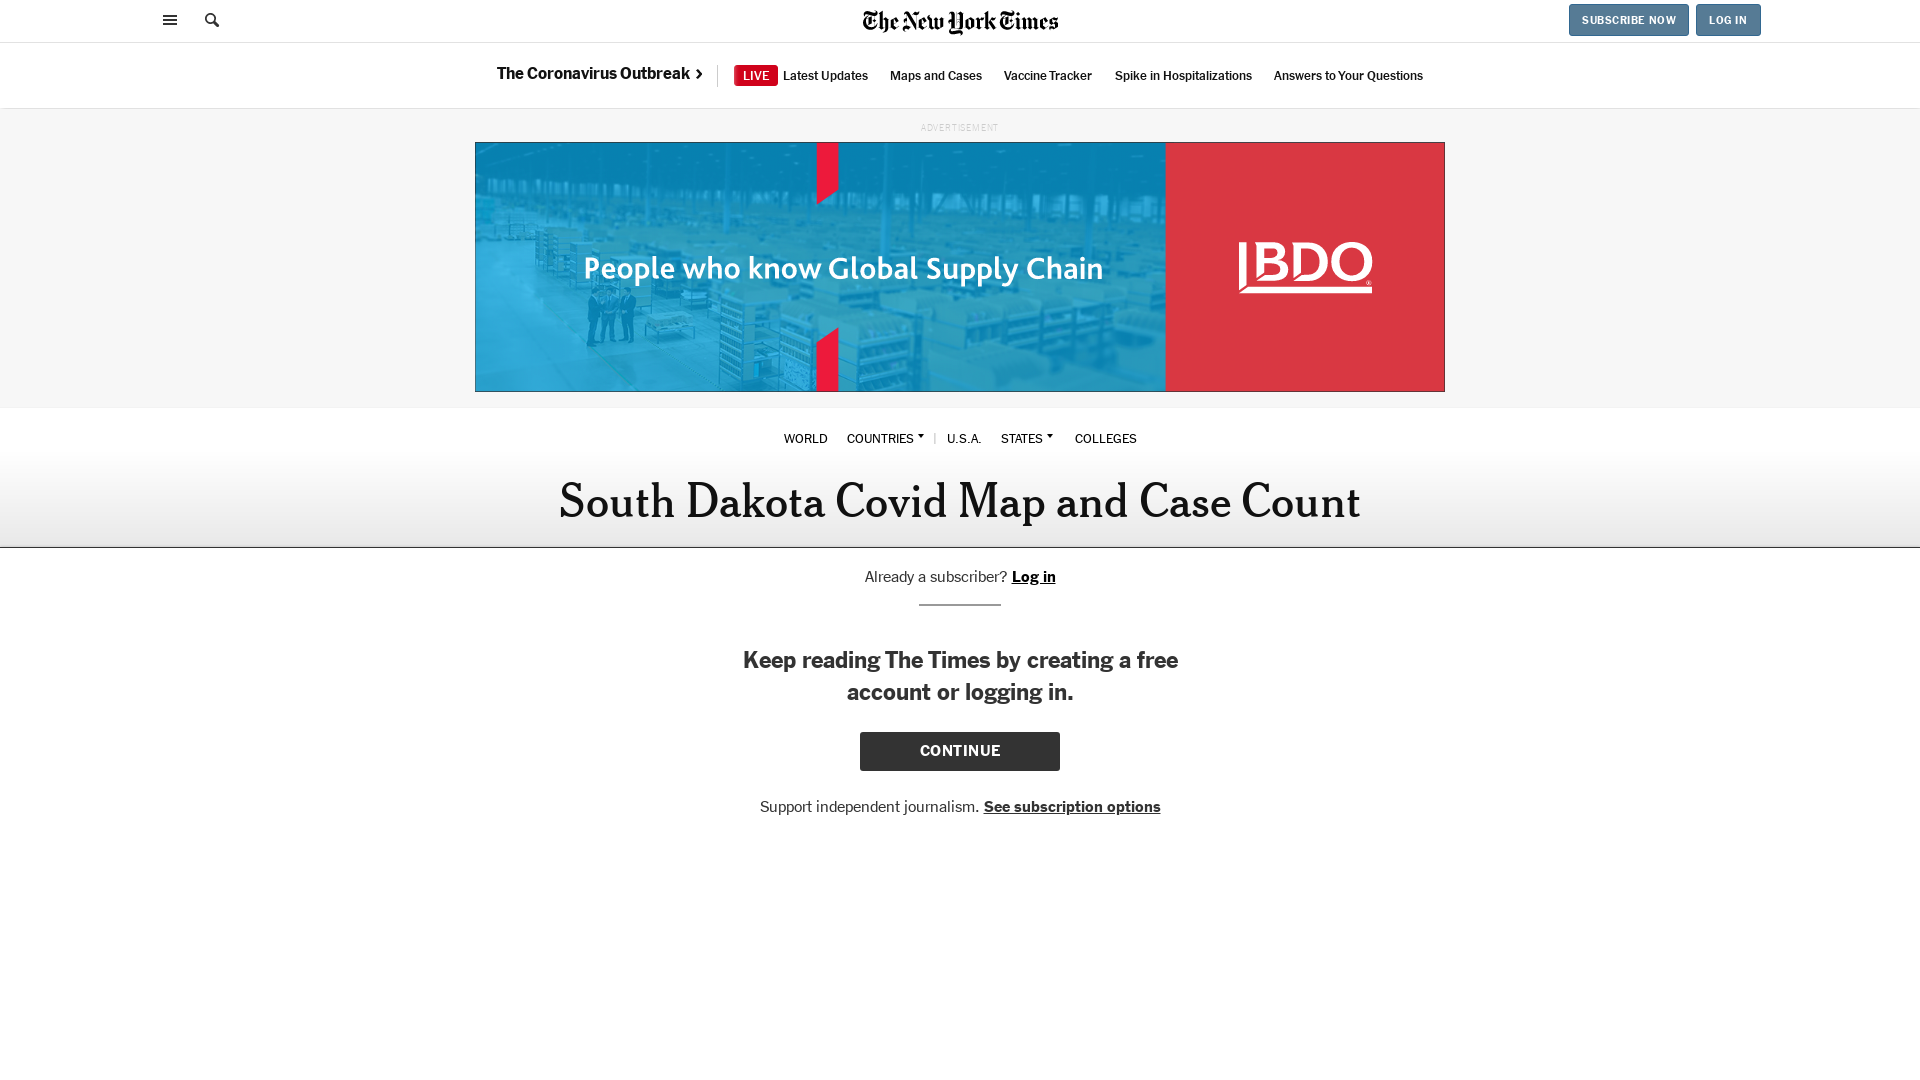 The New York Times
SUBSCRIBE NOW
LOG IN
The Coronavirus Outbreak
LIVE Latest Updates
Maps and Cases
Vaccine Tracker
Spike in Hospitalizations
Answers to Your Questions
ADVERTISEMENT
People who know Global Supply Chain
BDO®
WORLD
COUNTRIES
U.S.A.
STATES
COLLEGES
South Dakota Covid Map and Case Count
Already a subscriber? Log in
Keep reading The Times by creating a free
account or logging in.
CONTINUE
Support independent journalism. See subscription options